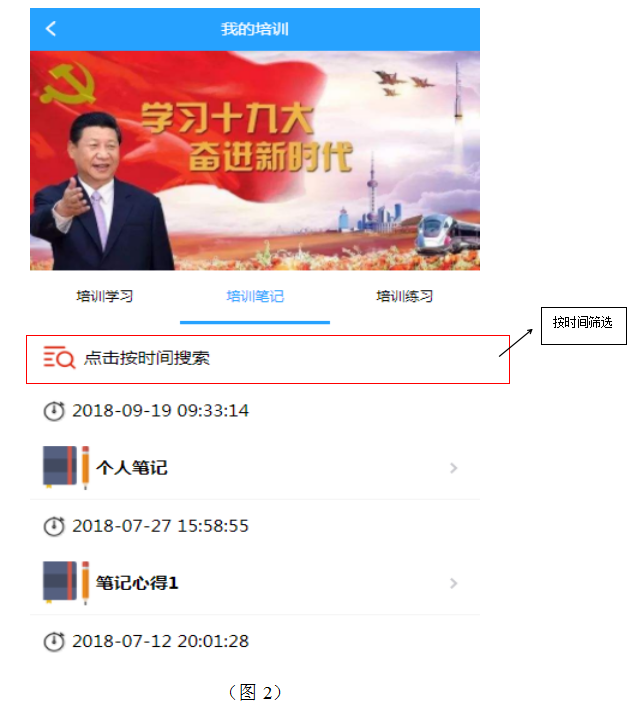 我的培训
学习十九大
奋进新时代
培训学习 培训笔记 培训练习
按时间筛选
点击按时间搜索
2018-09-19 09:33:14
个人笔记
2018-07-27 15:58:55
笔记心得1
2018-07-12 20:01:28
（图 2）